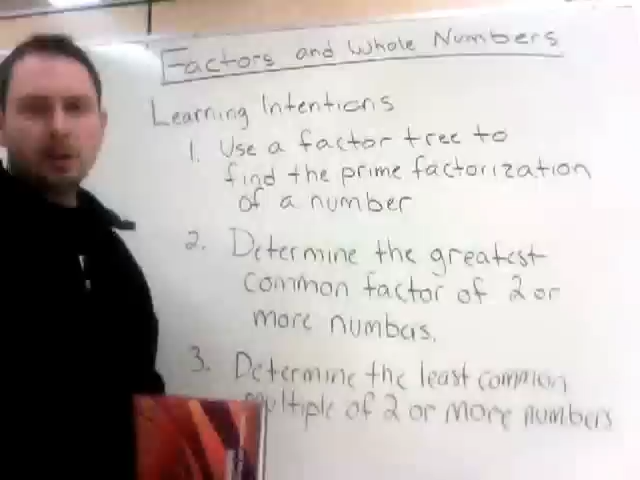 Factors and Whole Numbers
Learning Intentions
1. Use a factor tree to
find the prime factorization
of a number
2. Determine the greatest
common factor of 2 or
more numbers.
3. Determine the least common
multiple of 2 or more numbers